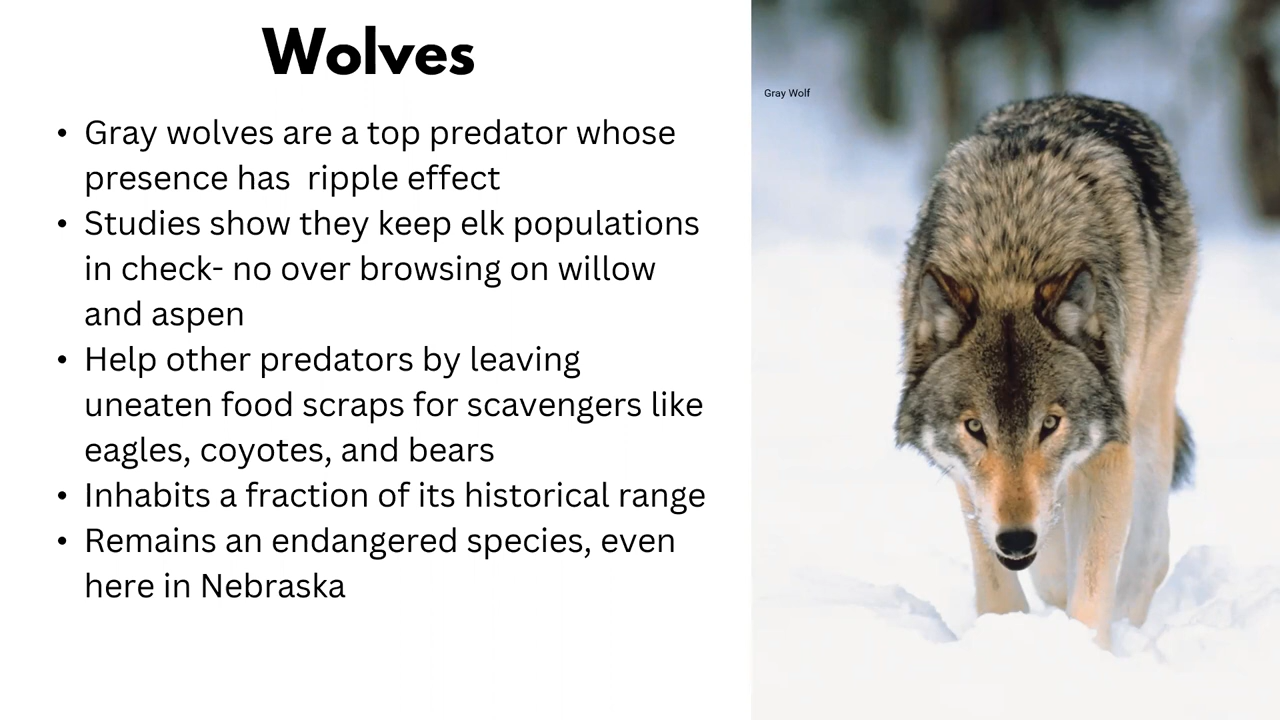 Wolves
• Gray wolves are a top predator whose
presence has  ripple effect
• Studies show they keep elk populations
in check- no over browsing on willow
and aspen
• Help other predators by leaving
uneaten food scraps for scavengers like
eagles, coyotes, and bears
• Inhabits a fraction of its historical range
• Remains an endangered species, even
here in Nebraska
Gray Wolf